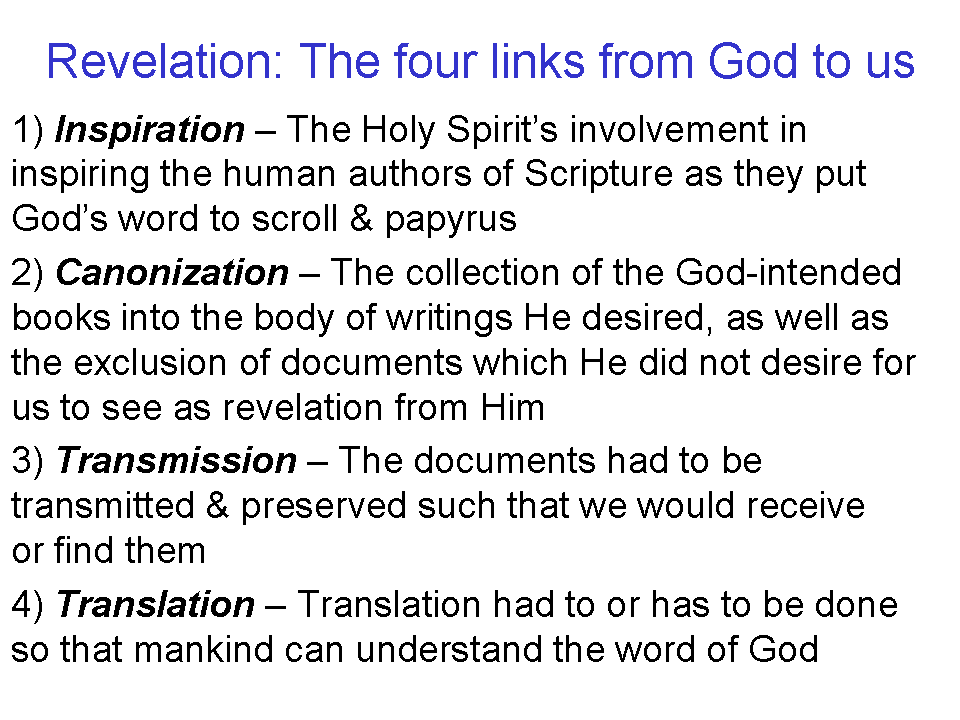 Revelation: The four links from God to us
1) Inspiration – The Holy Spirit’s involvement in
inspiring the human authors of Scripture as they put
God’s word to scroll & papyrus
2) Canonization – The collection of the God-intended
books into the body of writings He desired, as well as
the exclusion of documents which He did not desire for
us to see as revelation from Him
3) Transmission – The documents had to be
transmitted & preserved such that we would receive
or find them
4) Translation – Translation had to or has to be done
so that mankind can understand the word of God